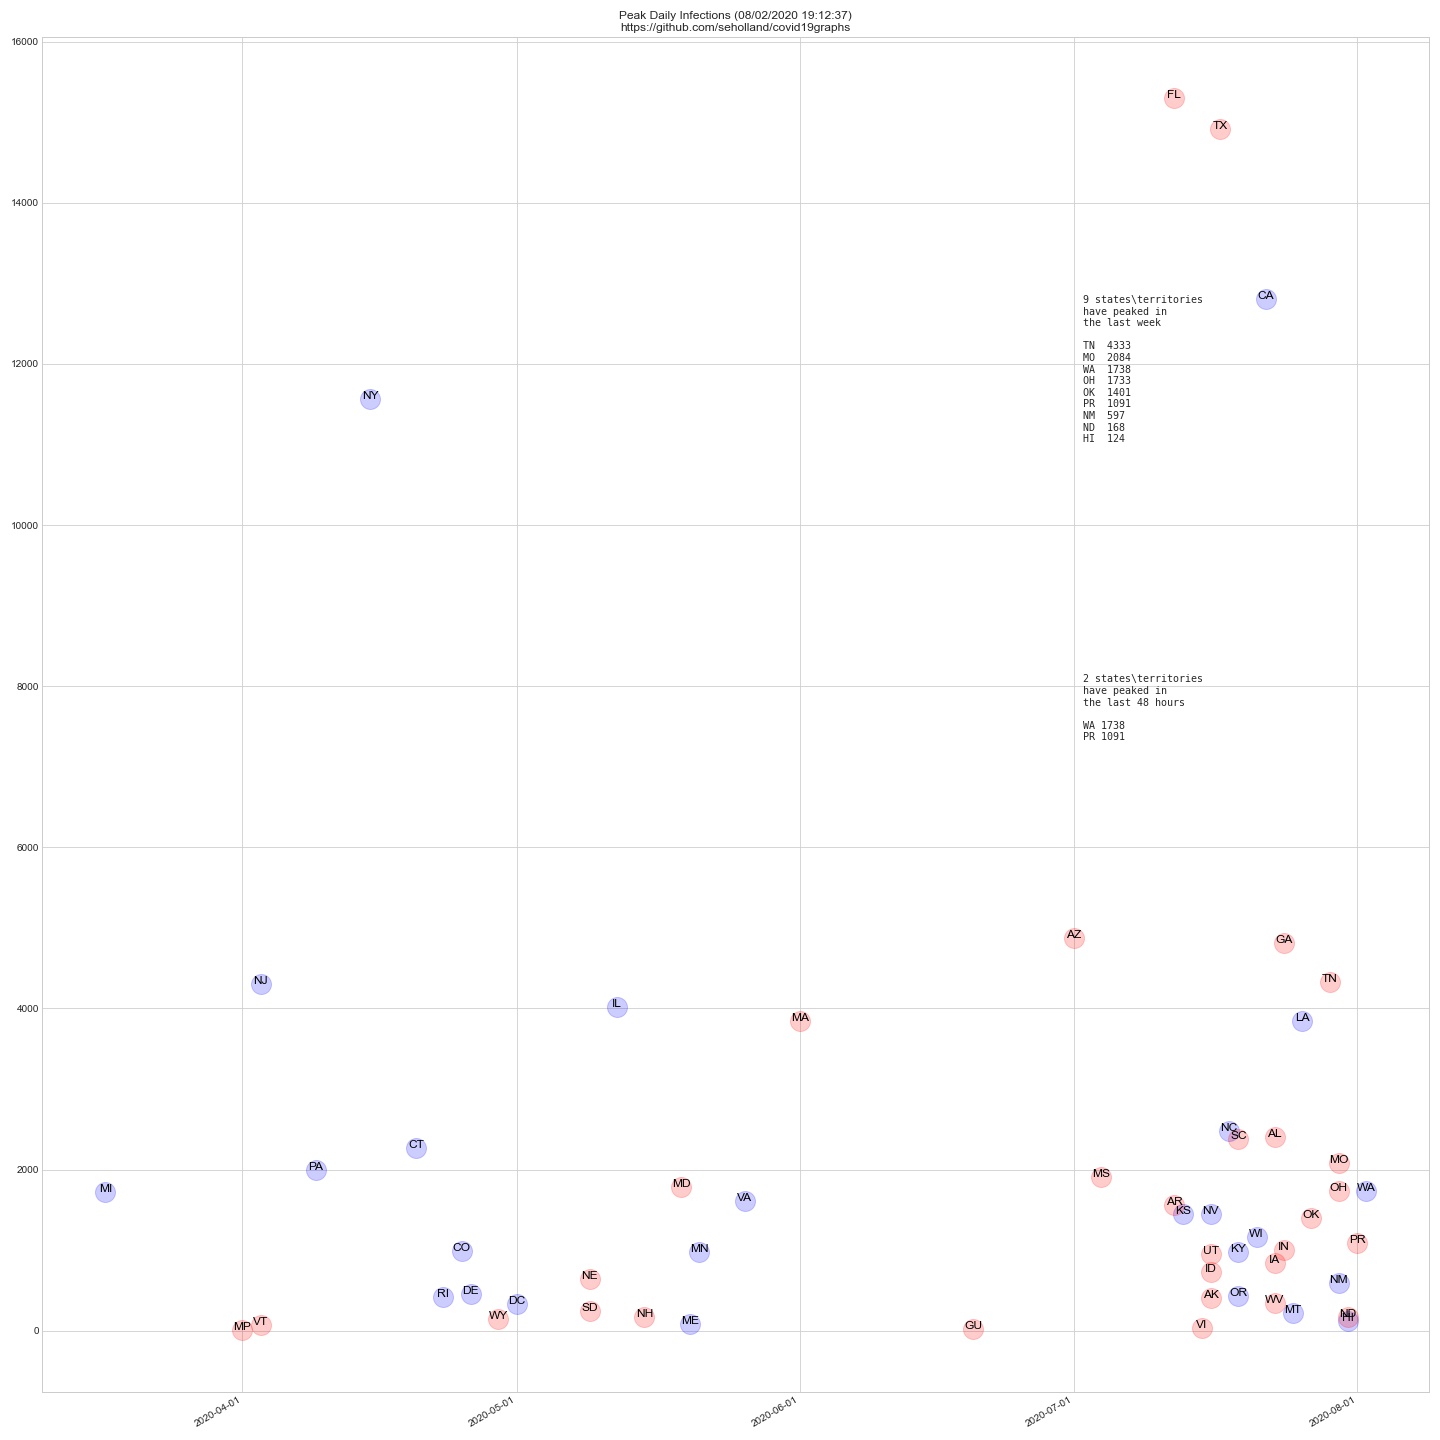 Peak Daily Infections (08/02/2020 19:12:37)
https://github.com/seholland/covid19graphs
16000
FL
TX
14000
9 states\territories
have peaked in
the last week
CA
TN 4333
MO 2084
WA 1738
OH 1733
OK 1401
PR 1091
NM 597
ND 168
HI 124
12000
NY
10000
8000
2 states\territories
have peaked in
the last 48 hours
WA 1738
PR 1091
6000
AZ
GA
NJ
TN
4000
IL
MA
LA
CT
NC
SC
AL
2000
PA
MO
MI
MD
MS
OH
WA
VA
AR
KS
NV
OK
WI
PR
CO
MN
UT
KY
IN
IA
NE
ID
NM
RI
DE
AK
OR
DC
SD
WV
MT
WY
NH
ND
HI
0
MP
VT
ME
GU
VI
2020-04-01
2020-05-01
2020-06-01
2020-07-01
2020-08-01